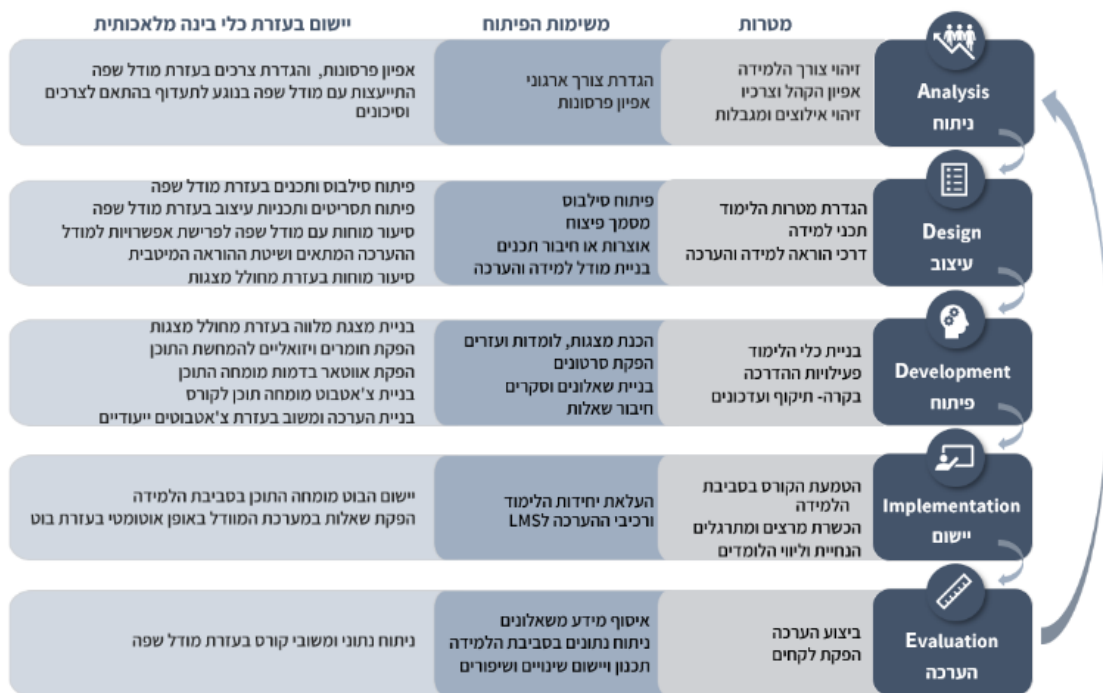 מטרות
משימות הפיתוח
יישום בעזרת כלי בינה מלאכותית
Analysis
ניתוח
זיהוי צורך הלמידה
אפיון הקהל וצרכיו
זיהוי אילוצים ומגבלות
הגדרת צורך ארגוני
אפיון פרסונות
אפיון פרסונות, והגדרת צרכים בעזרת מודל שפה
התייעצות עם מודל שפה בנוגע לתעדוף בהתאם לצרכים
וסיכונים
Design
עיצוב
הגדרת מטרות הלימוד
תכני למידה
דרכי הוראה למידה והערכה
פיתוח סילבוס
מסמך פיצוח
אוצרות או חיבור תכנים
בניית מודל למידה והערכה
פיתוח סילבוס ותכנים בעזרת מודל שפה
פיתוח תסריטים ותכניות עיצוב בעזרת מודל שפה
סיעור מוחות עם מודל שפה לפרישת אפשרויות למודל
ההערכה המתאים ושיטת ההוראה המיטבית
סיעור מוחות בעזרת מחולל מצגות
Development
פיתוח
בניית כלי הלימוד
פעילויות ההדרכה
בקרה- תיקוף ועדכונים
הכנת מצגות, לומדות ועזרים
הפקת סרטונים
בניית שאלונים וסקרים
חיבור שאלות
בניית מצגת מלווה בעזרת מחולל מצגות
הפקת חומרים ויזואליים להמחשת התוכן
הפקת אווטאר בדמות מומחה התוכן
בניית צ'אטבוט מומחה תוכן לקורס
בניית הערכה ומשוב בעזרת צ'אטבוטים ייעודיים
Implementation
יישום
הטמעת הקורס בסביבת
הלמידה
הכשרת מרצים ומתרגלים
הנחיית וליווי הלומדים
העלאת יחידות הלימוד
ורכיבי ההערכה לLMS
יישום הבוט מומחה התוכן בסביבת הלמידה
הפקת שאלות במערכת המוודל באופן אוטומטי בעזרת בוט
Evaluation
הערכה
ביצוע הערכה
הפקת לקחים
איסוף מידע משאלונים
ניתוח נתונים בסביבת הלמידה
תכנון ויישום שינויים ושיפורים
ניתוח נתוני ומשובי קורס בעזרת מודל שפה